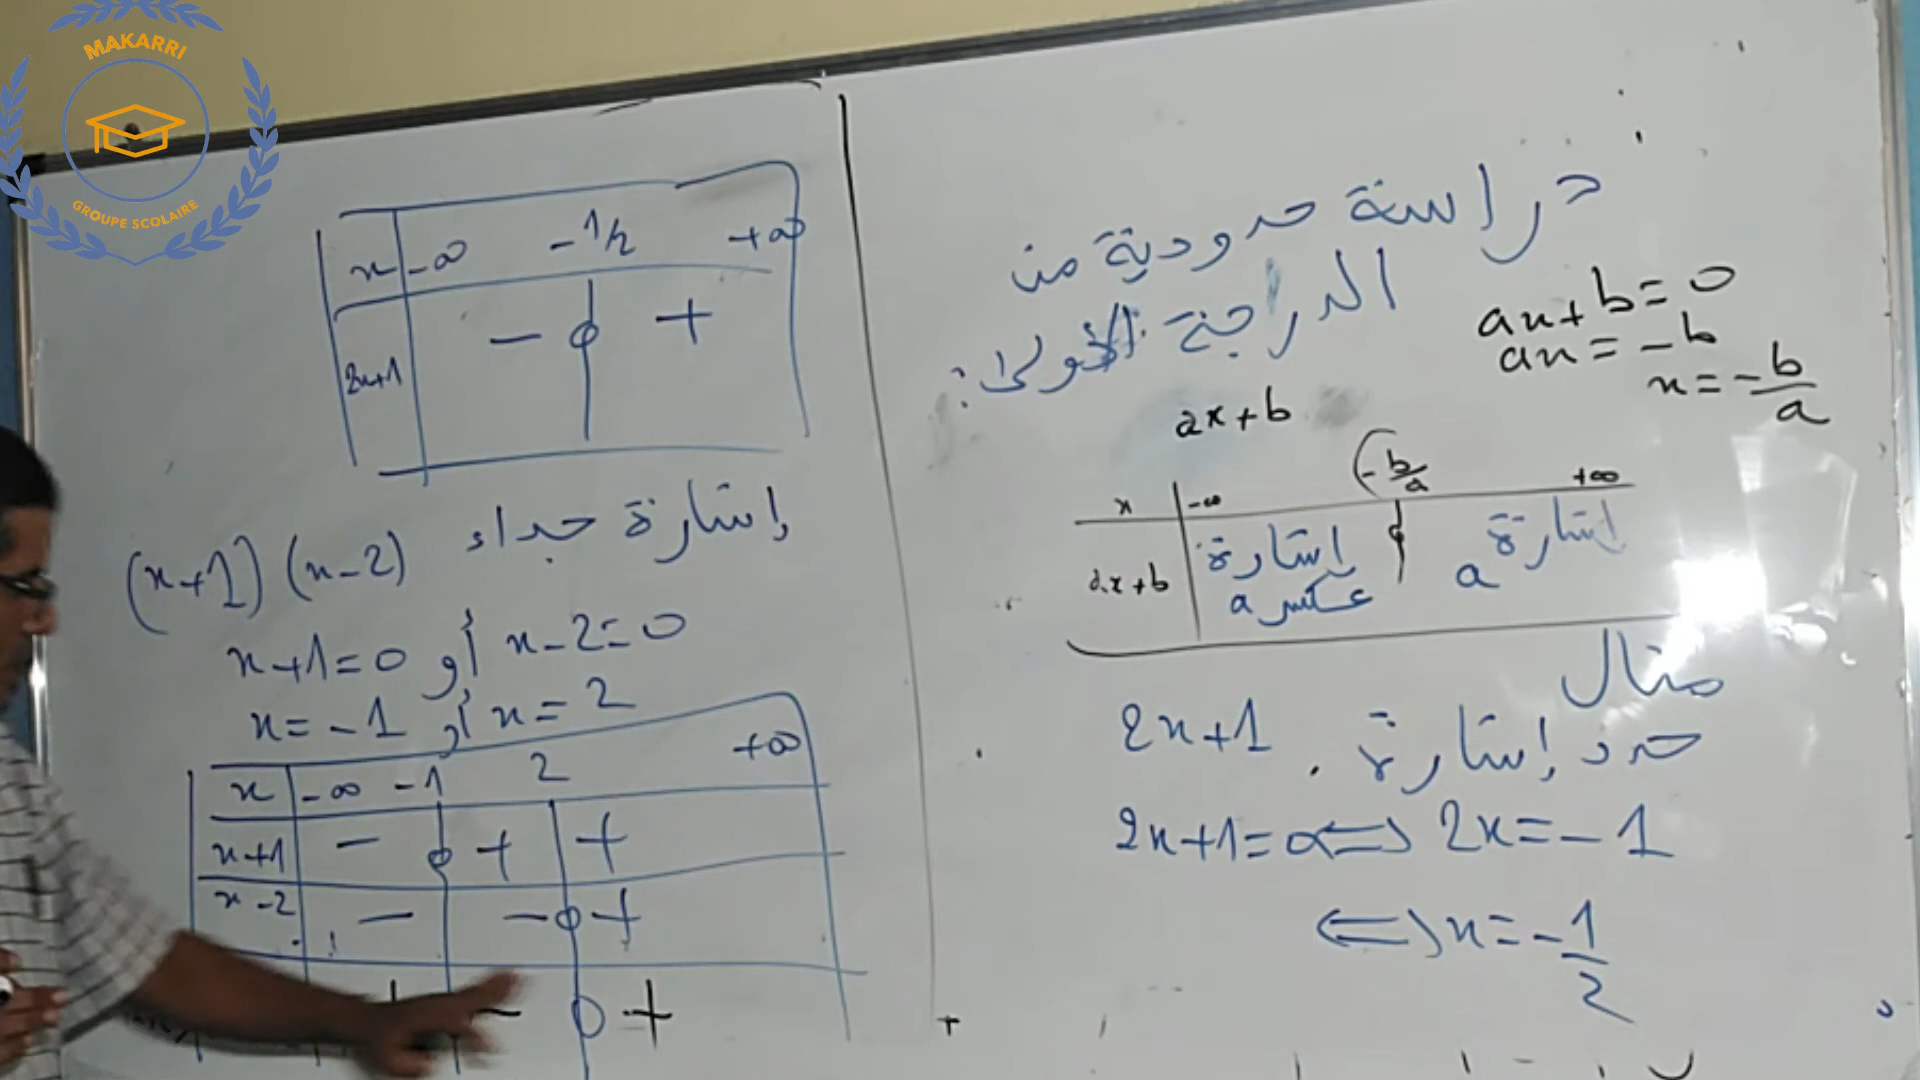 MAKARRI
GROUPE SCOLAIRE
دراسة حدودية من
الدرجة الأولى:
ax+b=0
ax=-b
x=-b/a
ax+b
x -∞ -b/a +∞
ax+b إشارة عكس a إشارة a
مثال
حدد إشارة 2x+1.
2x+1=0 ⇔ 2x=-1
⇔ x=-1/2
x -∞ -1/2 +∞
2x+1 - 0 +
إشارة جداء (x+1)(x-2)
x+1=0 أو x-2=0
x=-1 أو x=2
x -∞ -1 2 +∞
x+1 - 0 + +
x-2 - - 0 +
+ - 0 +